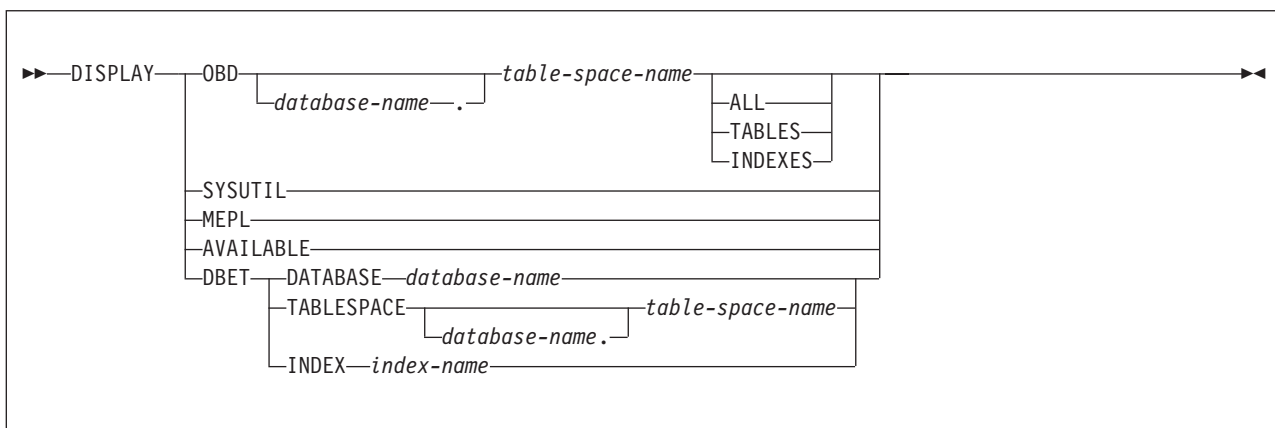 DISPLAY OBD table-space-name
database-name .
ALL
TABLES
INDEXES
SYSUTIL
MEPL
AVAILABLE
DBET DATABASE database-name
TABLESPACE table-space-name
database-name.
INDEX index-name